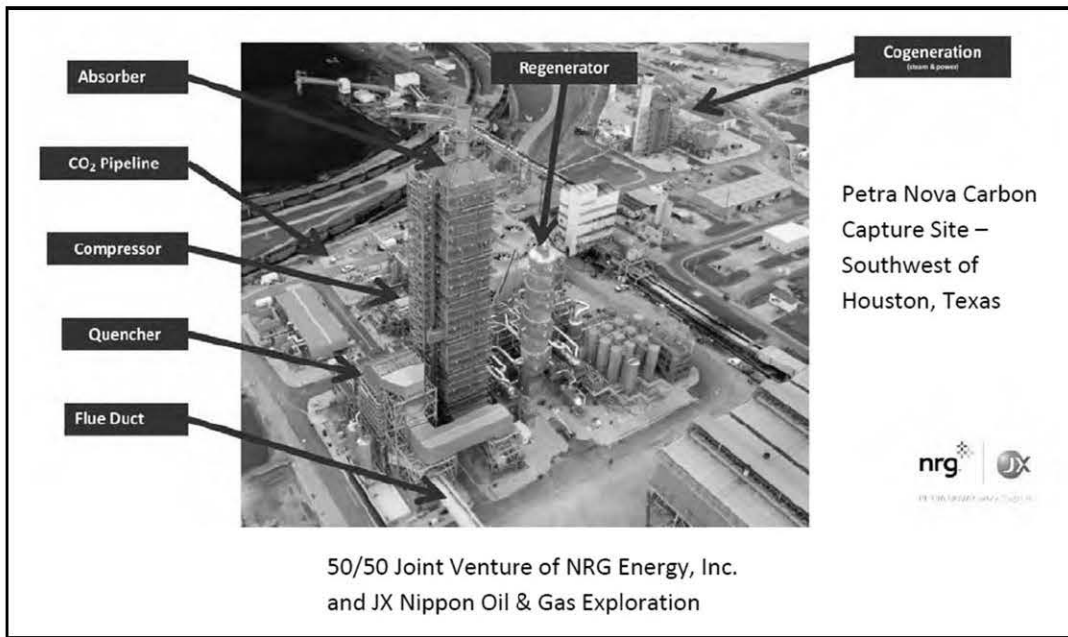 Absorber
Regenerator
Cogeneration
(steam & power)
CO₂ Pipeline
Compressor
Quencher
Flue Duct
Petra Nova Carbon
Capture Site –
Southwest of
Houston, Texas
nrg
JX
50/50 Joint Venture of NRG Energy, Inc.
and JX Nippon Oil & Gas Exploration